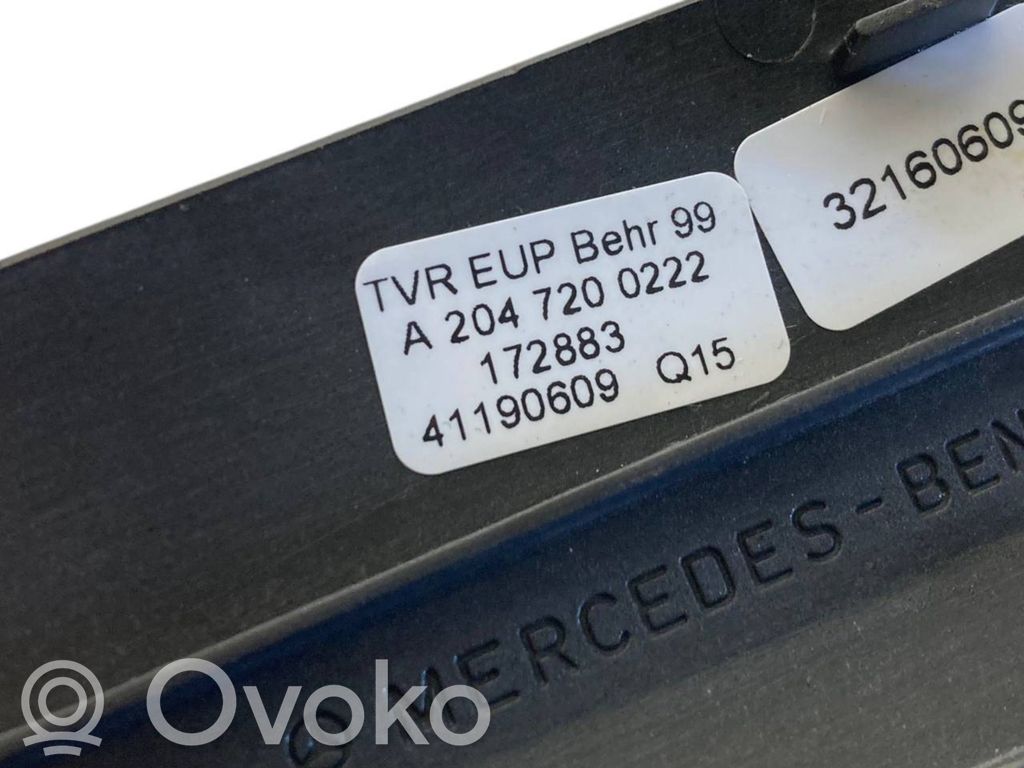 TVR EUP Behr 99
A 204 720 0222
172883
41190609 Q15
32160609
MERCEDES-BEN
Ovoko